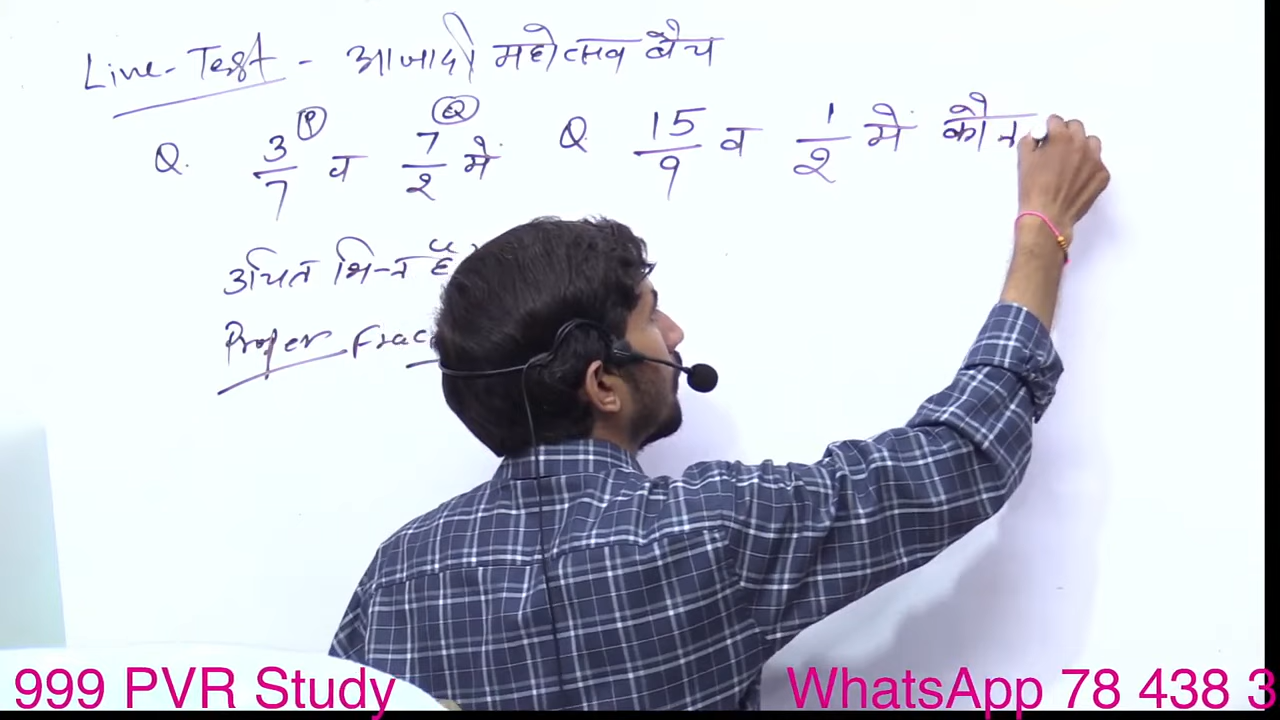 Live-Test - आजादी महोत्सव बैच
Q. 3/7 (P) व 7/2 (Q) में
उचित भिन्न है
Proper Frac
Q. 15/9 व 1/2 में कौन
999 PVR Study
WhatsApp 78 438 3